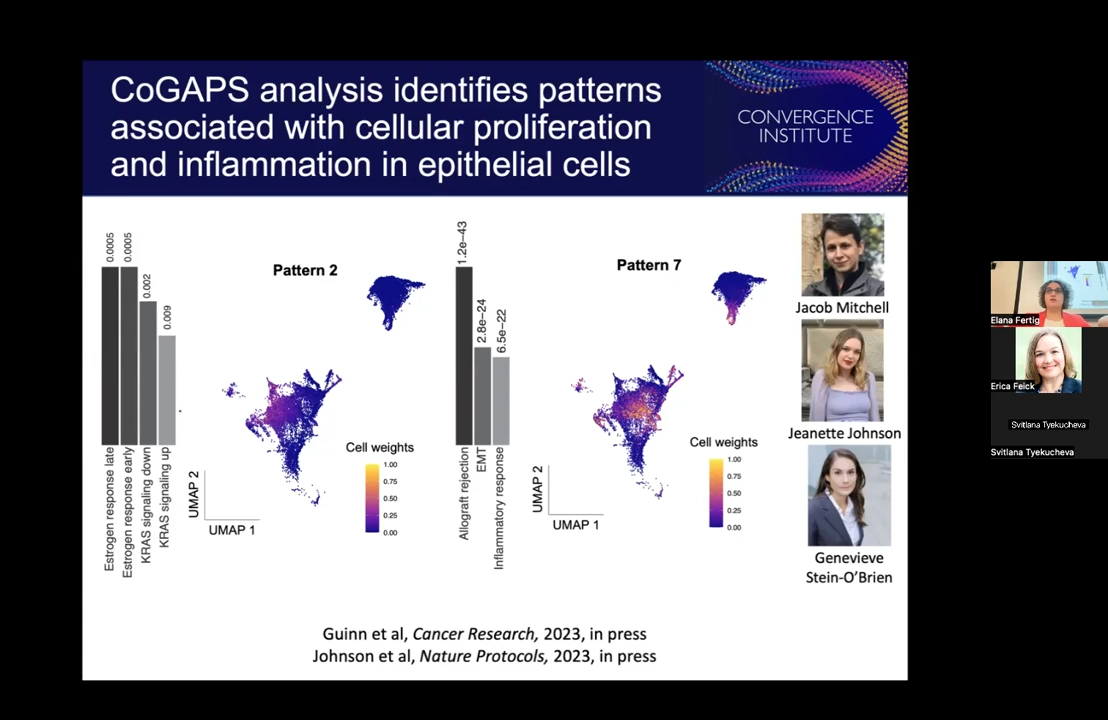 CoGAPS analysis identifies patterns
associated with cellular proliferation
and inflammation in epithelial cells
CONVERGENCE
INSTITUTE
0.0005
0.0005
0.002
0.009
Estrogen response late
Estrogen response early
KRAS signaling down
KRAS signaling up
Pattern 2
UMAP 2
UMAP 1
Cell weights
1.00
0.75
0.50
0.25
0.00
1.2e−43
2.8e−24
6.5e−22
Allograft rejection
EMT
Inflammatory response
Pattern 7
UMAP 2
UMAP 1
Cell weights
1.00
0.75
0.50
0.25
0.00
Jacob Mitchell
Jeanette Johnson
Genevieve
Stein-O’Brien
Guinn et al, Cancer Research, 2023, in press
Johnson et al, Nature Protocols, 2023, in press
Elana Fertig
Erica Feick
Svitlana Tyekucheva
Svitlana Tyekucheva